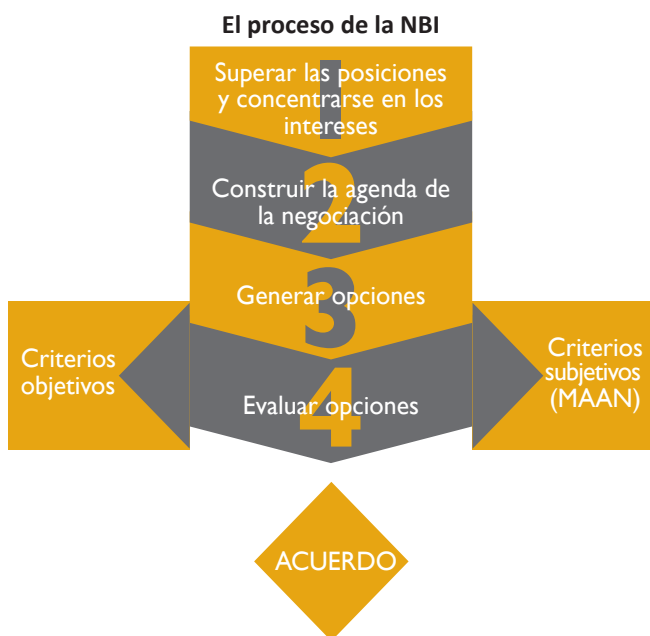 El proceso de la NBI
1
Superar las posiciones
y concentrarse en los
intereses
2
Construir la agenda de
la negociación
3
Generar opciones
Criterios
objetivos
4
Evaluar opciones
Criterios
subjetivos
(MAAN)
ACUERDO